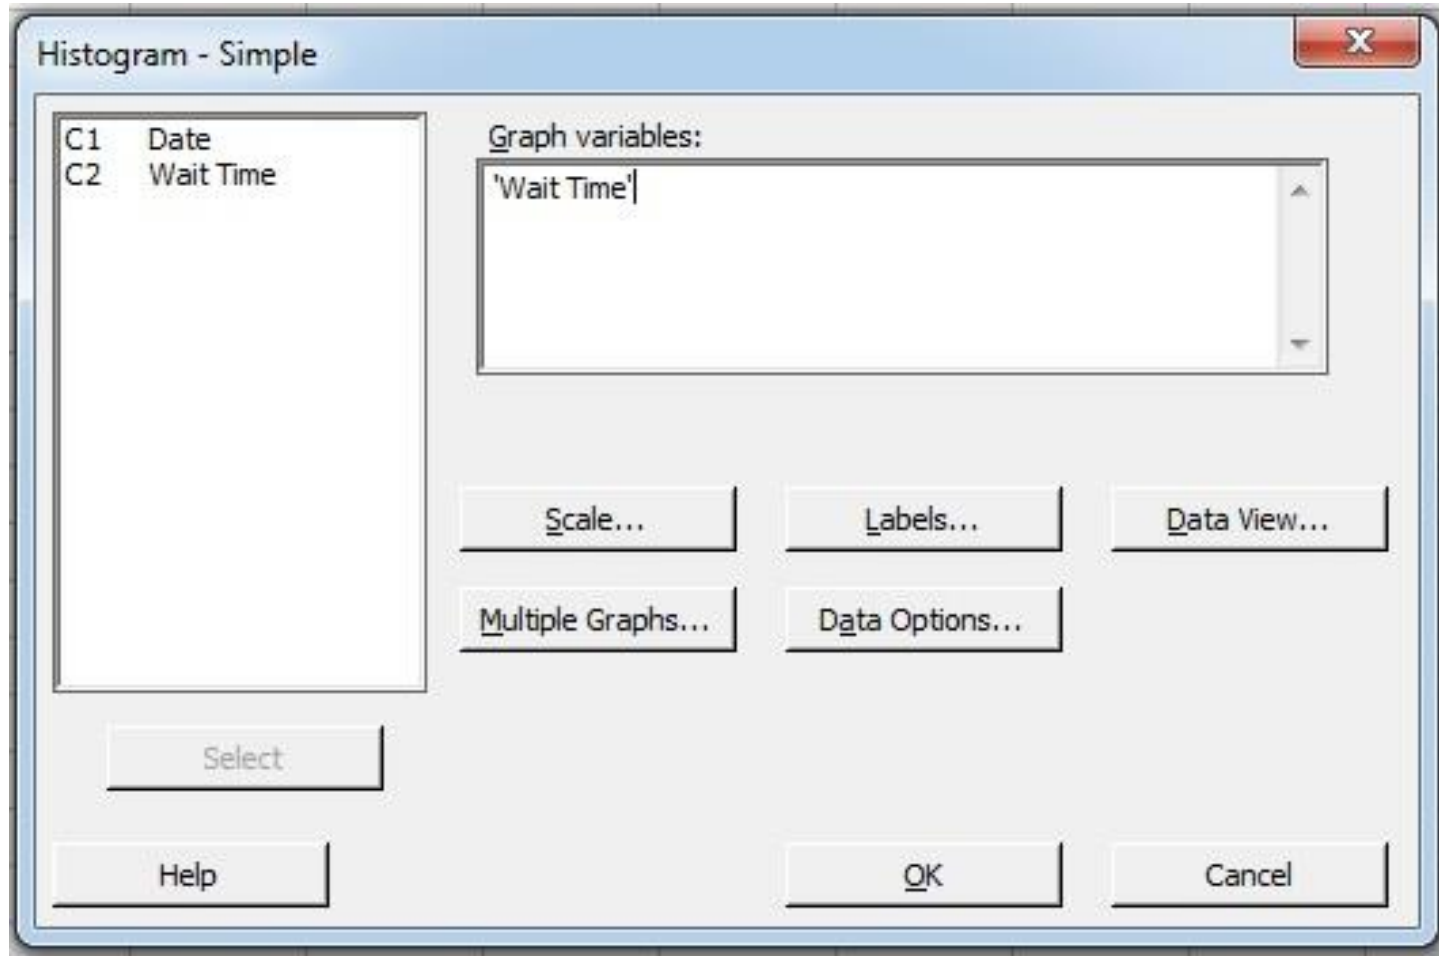 Histogram - Simple
C1 Date
C2 Wait Time
Graph variables:
'Wait Time'
Scale...
Labels...
Data View...
Multiple Graphs...
Data Options...
Select
Help
OK
Cancel